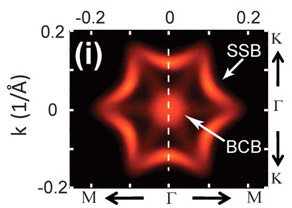 -0.2 0 0.2
(i)
0.2
0
-0.2
k (1/Å)
SSB
BCB
K
Γ
K
M Γ M